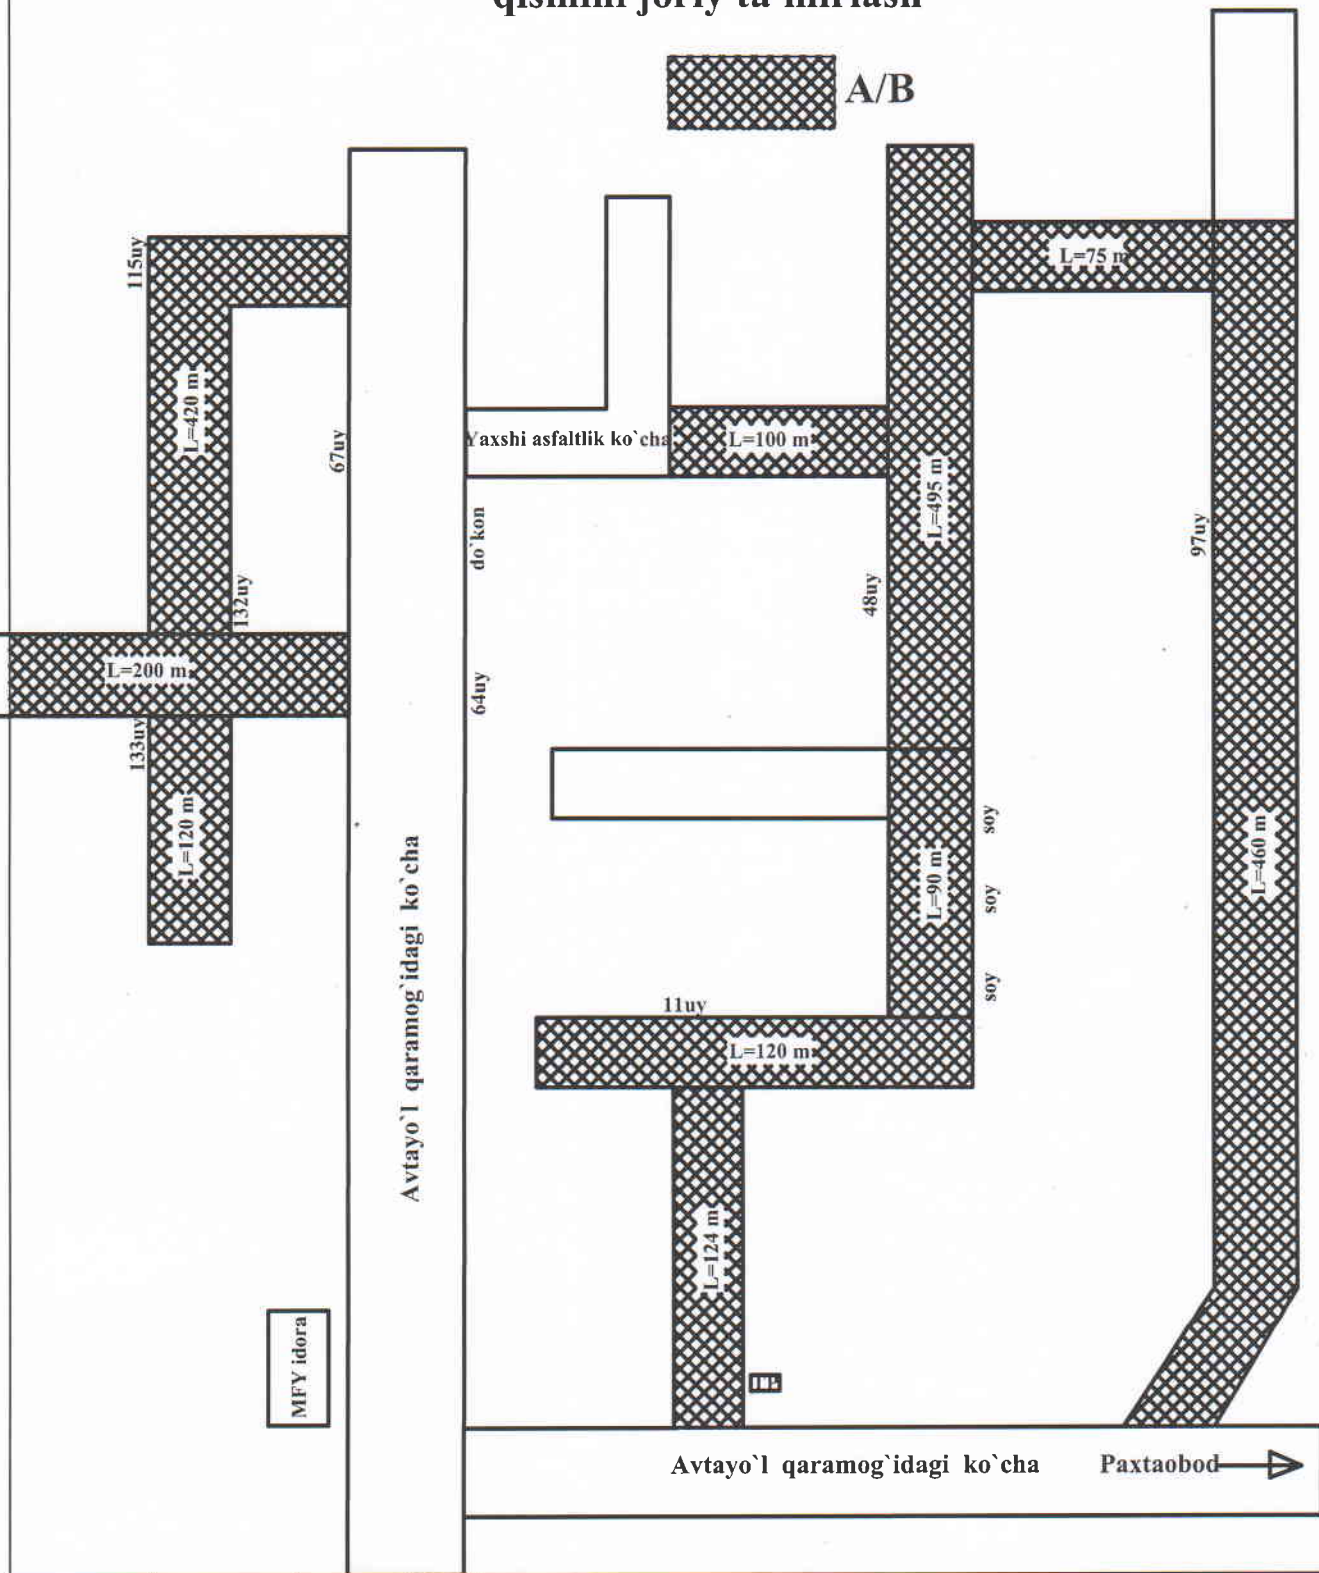 A/B
115uy
L=75 m
L=420 m
67uy
Yaxshi asfaltlik ko`cha
L=100 m
L=495 m
do`kon
97uy
48uy
132uy
L=200 m
64uy
133uy
L=120 m
soy
L=90 m
L=460 m
soy
soy
Avtayo`l qaramog`idagi ko`cha
11uy
L=120 m
L=124 m
MFY idora
Avtayo`l qaramog`idagi ko`cha
Paxtaobod